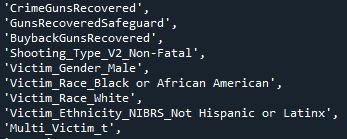 'CrimeGunsRecovered',
'GunsRecoveredSafeguard',
'BuybackGunsRecovered',
'Shooting_Type_V2_Non-Fatal',
'Victim_Gender_Male',
'Victim_Race_Black or African American',
'Victim_Race_White',
'Victim_Ethnicity_NIBRS_Not Hispanic or Latinx',
'Multi_Victim_t',